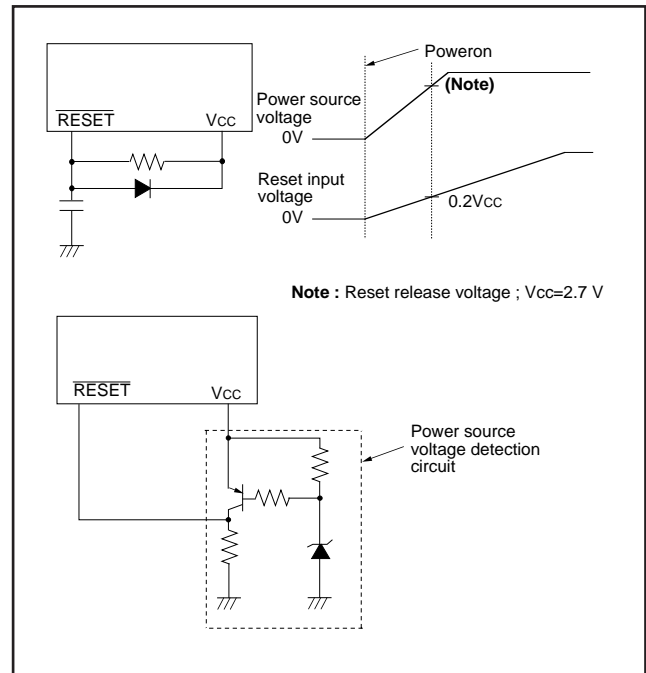 RESET
VCC
Poweron
(Note)
Power source
voltage
0V
Reset input
voltage
0V
0.2VCC
Note : Reset release voltage ; Vcc=2.7 V
RESET
VCC
Power source
voltage detection
circuit